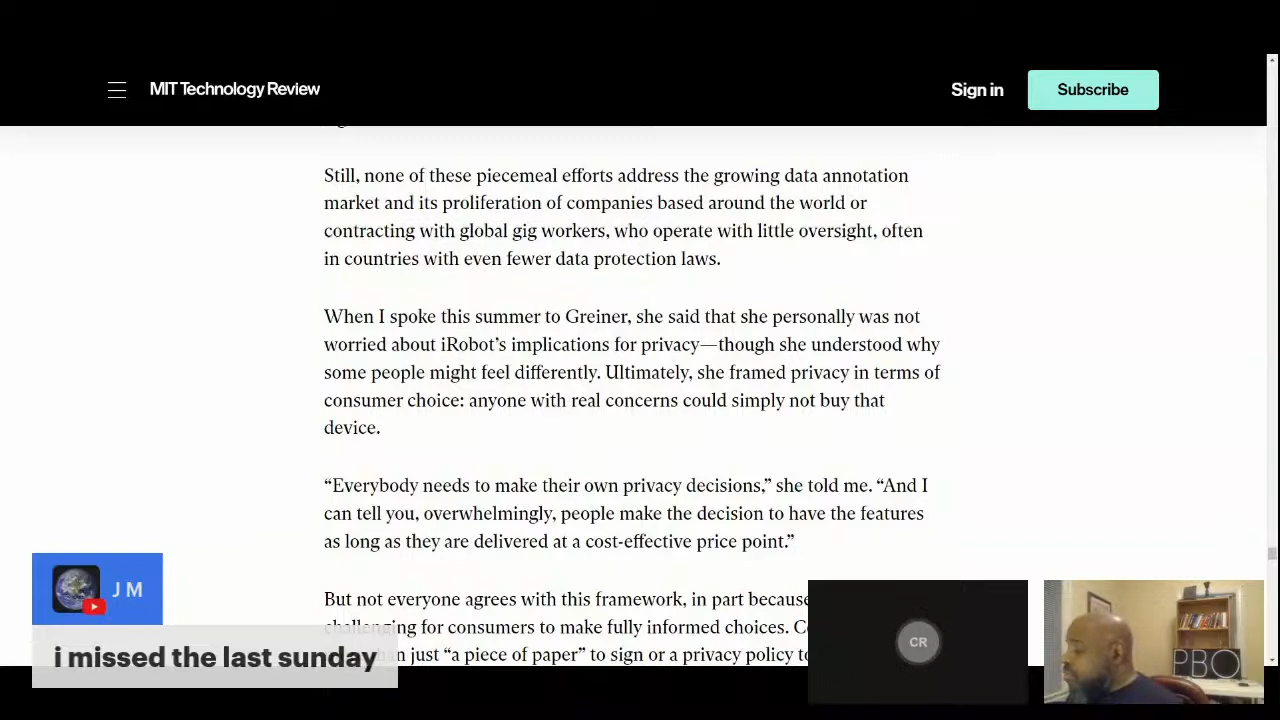 MIT Technology Review
Sign in
Subscribe
Still, none of these piecemeal efforts address the growing data annotation
market and its proliferation of companies based around the world or
contracting with global gig workers, who operate with little oversight, often
in countries with even fewer data protection laws.
When I spoke this summer to Greiner, she said that she personally was not
worried about iRobot’s implications for privacy—though she understood why
some people might feel differently. Ultimately, she framed privacy in terms of
consumer choice: anyone with real concerns could simply not buy that
device.
“Everybody needs to make their own privacy decisions,” she told me. “And I
can tell you, overwhelmingly, people make the decision to have the features
as long as they are delivered at a cost-effective price point.”
But not everyone agrees with this framework, in part because
challenging for consumers to make fully informed choices.
just “a piece of paper” to sign or a privacy policy to
J M
i missed the last sunday
CR
PBO